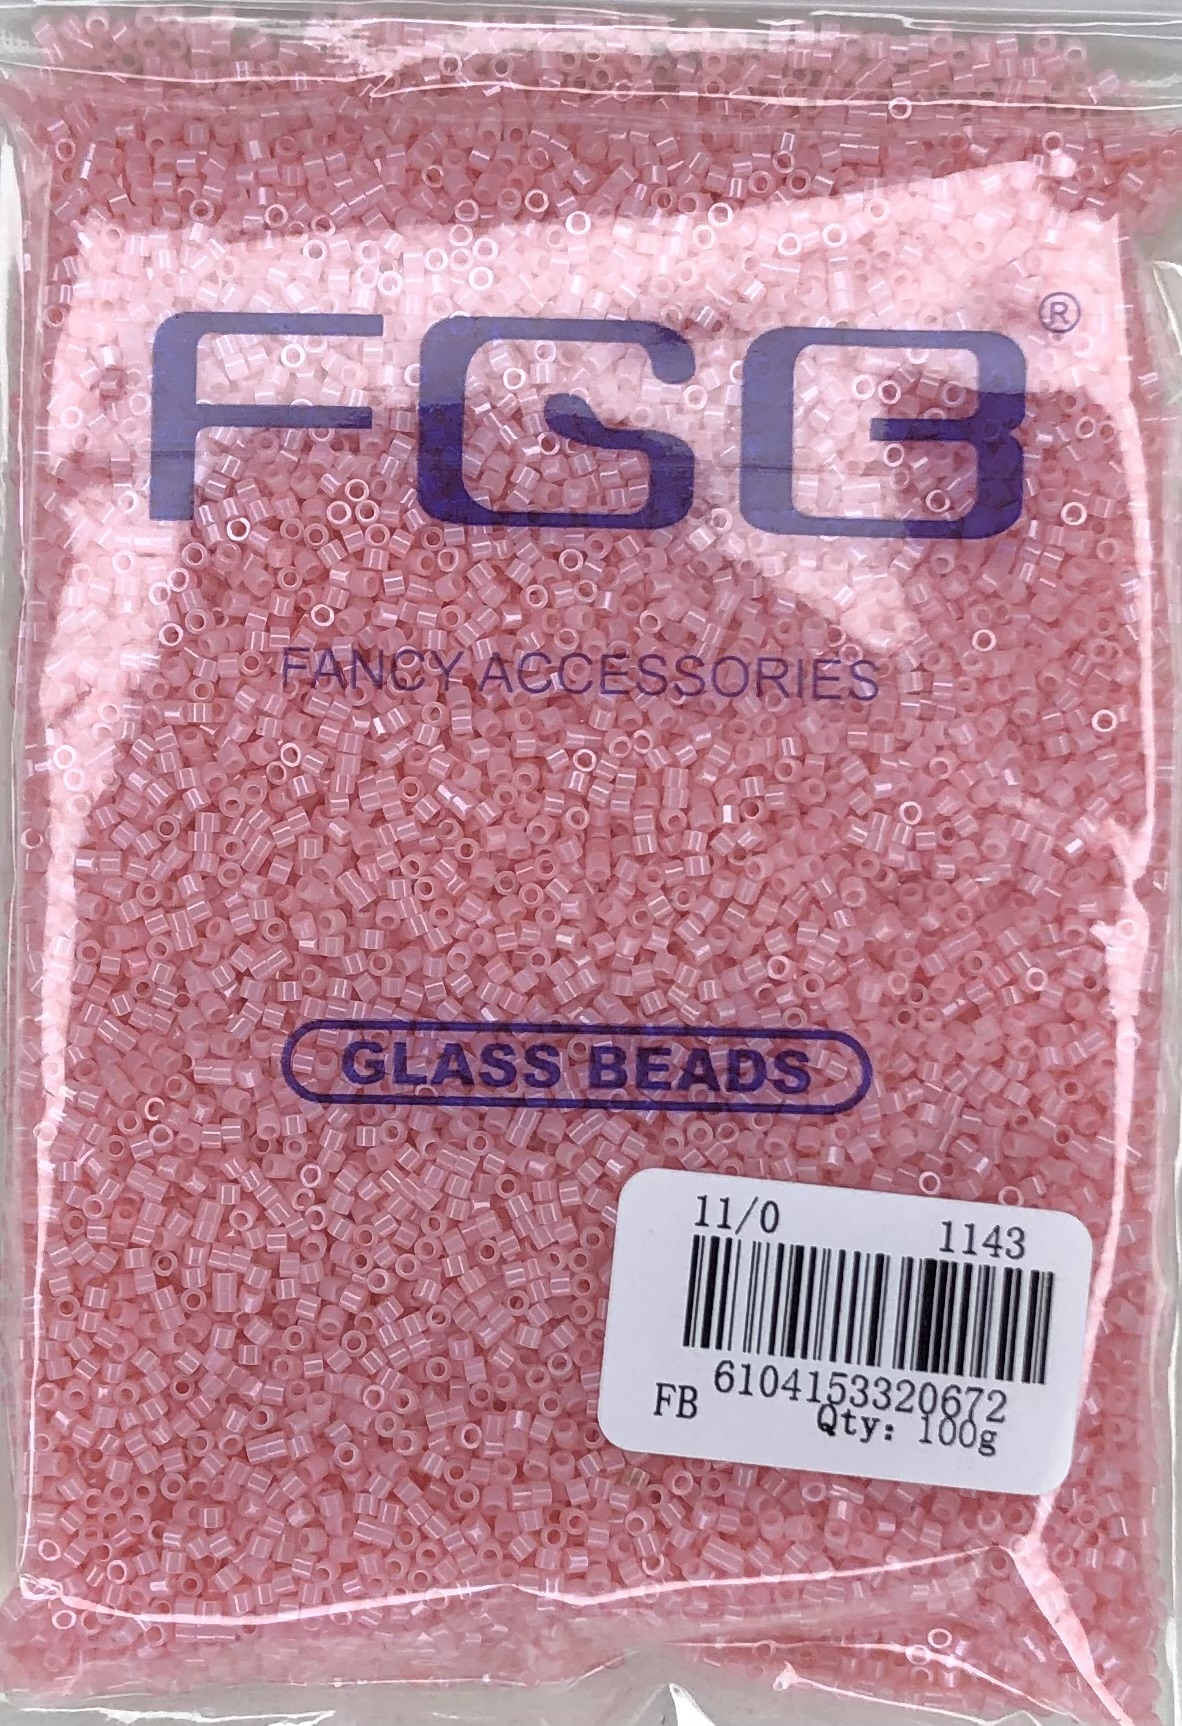 FGB®
FANCY ACCESSORIES
GLASS BEADS
11/0 1143
6104153320672
FB Qty: 100g